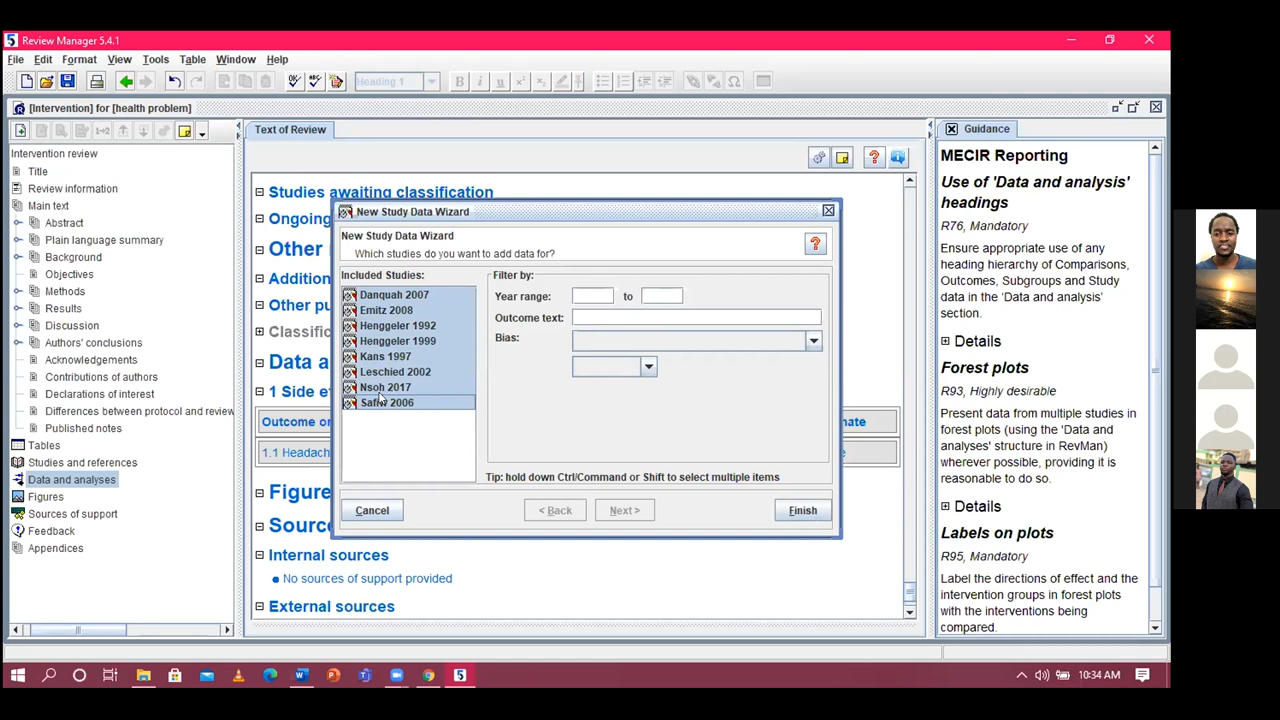 Review Manager 5.4.1
File Edit Format View Tools Table Window Help
Heading 1
[Intervention] for [health problem]
Intervention review
Title
Review information
Main text
Abstract
Plain language summary
Background
Objectives
Methods
Results
Discussion
Authors' conclusions
Acknowledgements
Contributions of authors
Declarations of interest
Differences between protocol and review
Published notes
Tables
Studies and references
Data and analyses
Figures
Sources of support
Feedback
Appendices
Text of Review
Studies awaiting classification
Ongoing
Other
Addition
Other pu
Classific
Data a
1 Side e
Outcome or
mate
1.1 Headach
Figure
Sourc
Internal sources
No sources of support provided
External sources
New Study Data Wizard
New Study Data Wizard
Which studies do you want to add data for?
Included Studies:
Danquah 2007
Emitz 2008
Henggeler 1992
Henggeler 1999
Kans 1997
Leschied 2002
Nsoh 2017
2006
Filter by:
Year range: to
Outcome text:
Bias:
Tip: hold down Ctrl/Command or Shift to select multiple items
Cancel < Back Next > Finish
Guidance
MECIR Reporting
Use of 'Data and analysis'
headings
R76, Mandatory
Ensure appropriate use of any
heading hierarchy of Comparisons,
Outcomes, Subgroups and Study
data in the 'Data and analysis'
section.
Details
Forest plots
R93, Highly desirable
Present data from multiple studies in
forest plots (using the 'Data and
analyses' structure in RevMan)
wherever possible, providing it is
reasonable to do so.
Details
Labels on plots
R95, Mandatory
Label the directions of effect and the
intervention groups in forest plots
with the interventions being
compared.
10:34 AM